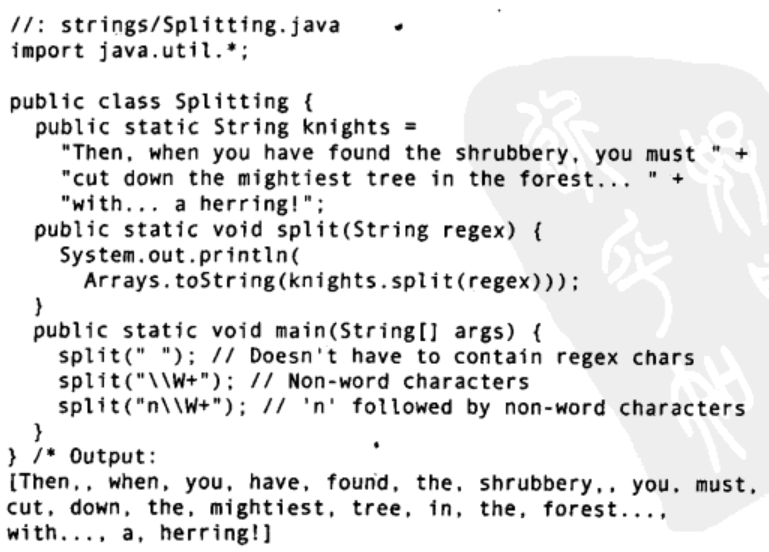 //: strings/Splitting.java
import java.util.*;

public class Splitting {
  public static String knights =
    "Then, when you have found the shrubbery, you must " +
    "cut down the mightiest tree in the forest... " +
    "with... a herring!";
  public static void split(String regex) {
    System.out.println(
      Arrays.toString(knights.split(regex)));
  }
  public static void main(String[] args) {
    split(" "); // Doesn't have to contain regex chars
    split("\\W+"); // Non-word characters
    split("n\\W+"); // 'n' followed by non-word characters
  }
} /* Output:
[Then,, when, you, have, found, the, shrubbery,, you, must,
cut, down, the, mightiest, tree, in, the, forest...,
with..., a, herring!]